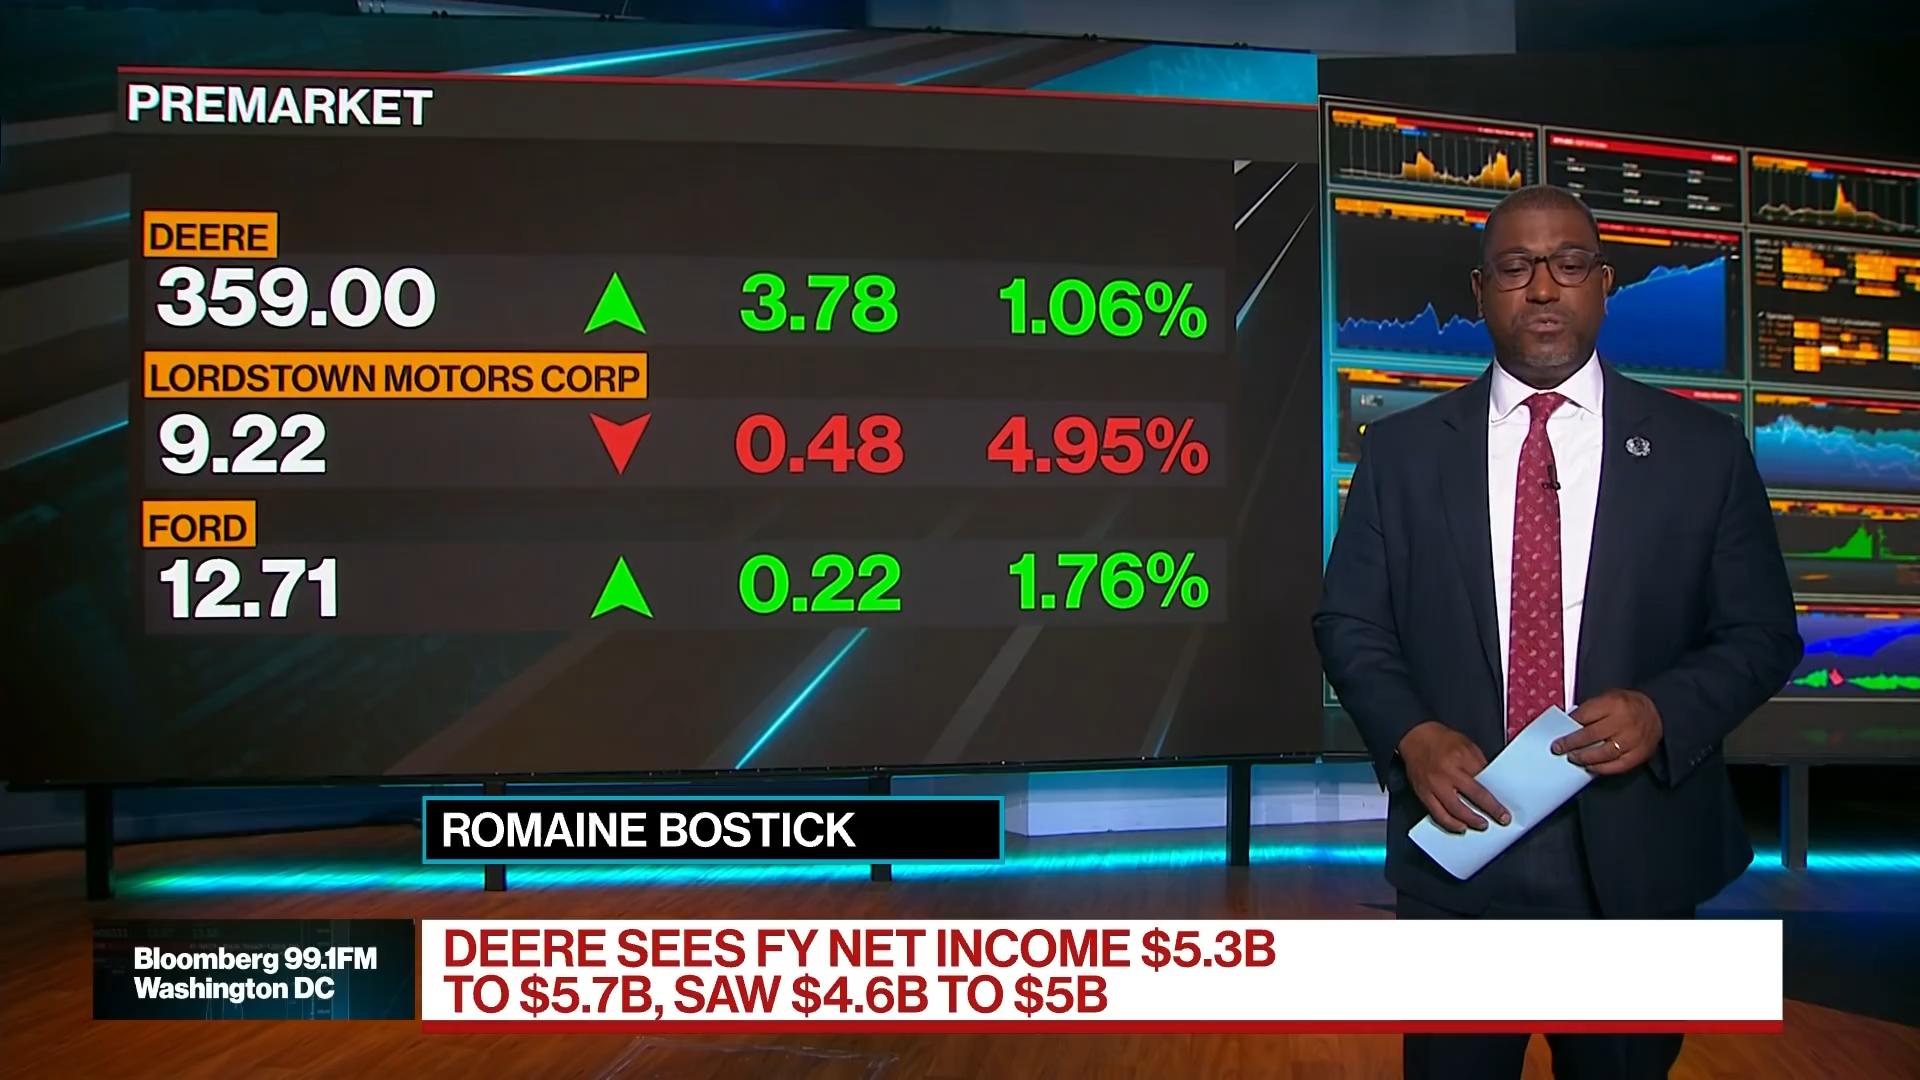 PREMARKET
DEERE
359.00 3.78 1.06%
LORDSTOWN MOTORS CORP
9.22 0.48 4.95%
FORD
12.71 0.22 1.76%
ROMAINE BOSTICK
Bloomberg 99.1FM
Washington DC
DEERE SEES FY NET INCOME $5.3B
TO $5.7B, SAW $4.6B TO $5B